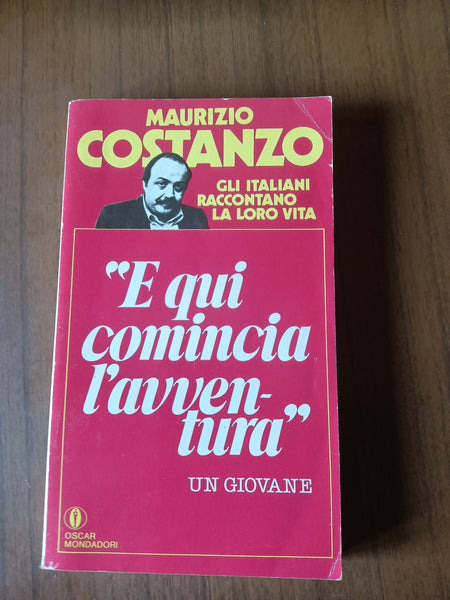 MAURIZIO
COSTANZO
GLI ITALIANI
RACCONTANO
LA LORO VITA
“E qui
comincia
l'avven-
tura”
UN GIOVANE
OSCAR
MONDADORI